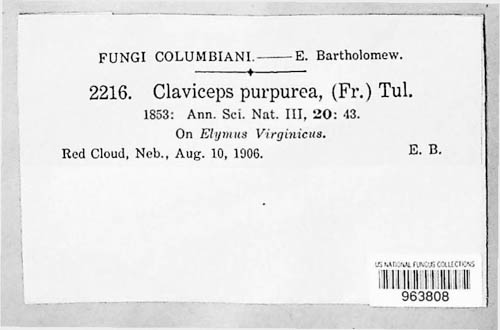 FUNGI COLUMBIANI.——E. Bartholomew.
2216. Claviceps purpurea, (Fr.) Tul.
1853: Ann. Sci. Nat. III, 20: 43.
On Elymus Virginicus.
Red Cloud, Neb., Aug. 10, 1906. E. B.
US NATIONAL FUNGUS COLLECTIONS
963808